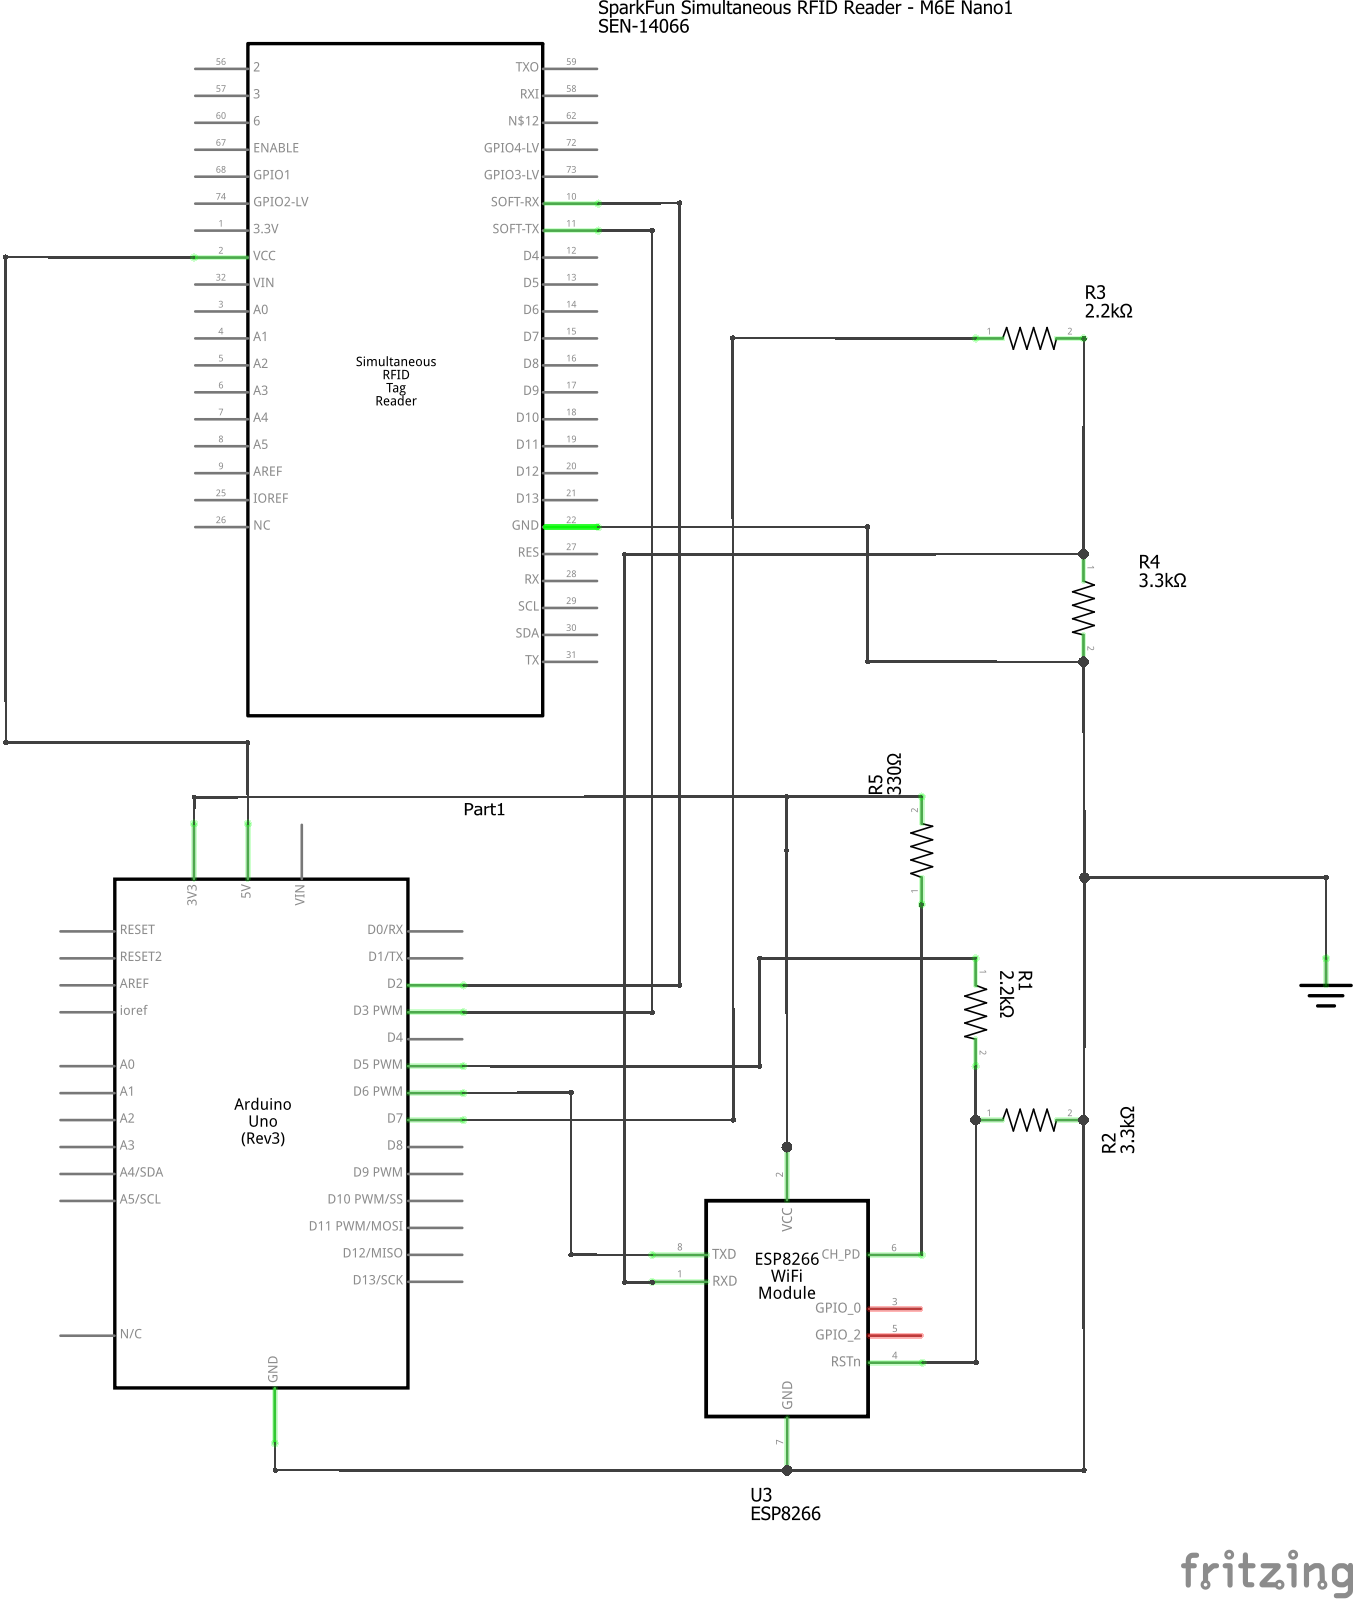 SparkFun Simultaneous RFID Reader - M6E Nano1
SEN-14066
56 2 TXO 59
57 3 RXI 58
60 6 N$12 62
67 ENABLE GPIO4-LV 72
68 GPIO1 GPIO3-LV 73
74 GPIO2-LV SOFT-RX 10
1 3.3V SOFT-TX 11
2 VCC D4 12
32 VIN D5 13
3 A0 D6 14
4 A1 D7 15
5 A2 D8 16
6 A3 D9 17
7 A4 D10 18
8 A5 D11 19
9 AREF D12 20
25 IOREF D13 21
26 NC GND 22
RES 27
RX 28
SCL 29
SDA 30
TX 31
Simultaneous
RFID
Tag
Reader
R3
2.2kΩ
1 2
R4
3.3kΩ
1
2
R5
330Ω
2
1
Part1
3V3 5V VIN
RESET D0/RX
RESET2 D1/TX
AREF D2
ioref D3 PWM
D4
A0 D5 PWM
A1 D6 PWM
A2 D7
A3 D8
A4/SDA D9 PWM
A5/SCL D10 PWM/SS
D11 PWM/MOSI
D12/MISO
D13/SCK
N/C
GND
Arduino
Uno
(Rev3)
R1
2.2kΩ
1
2
R2
3.3kΩ
1 2
2
VCC
8 TXD CH_PD 6
1 RXD
GPIO_0 3
GPIO_2 5
RSTn 4
GND
7
ESP8266
WiFi
Module
U3
ESP8266
fritzing